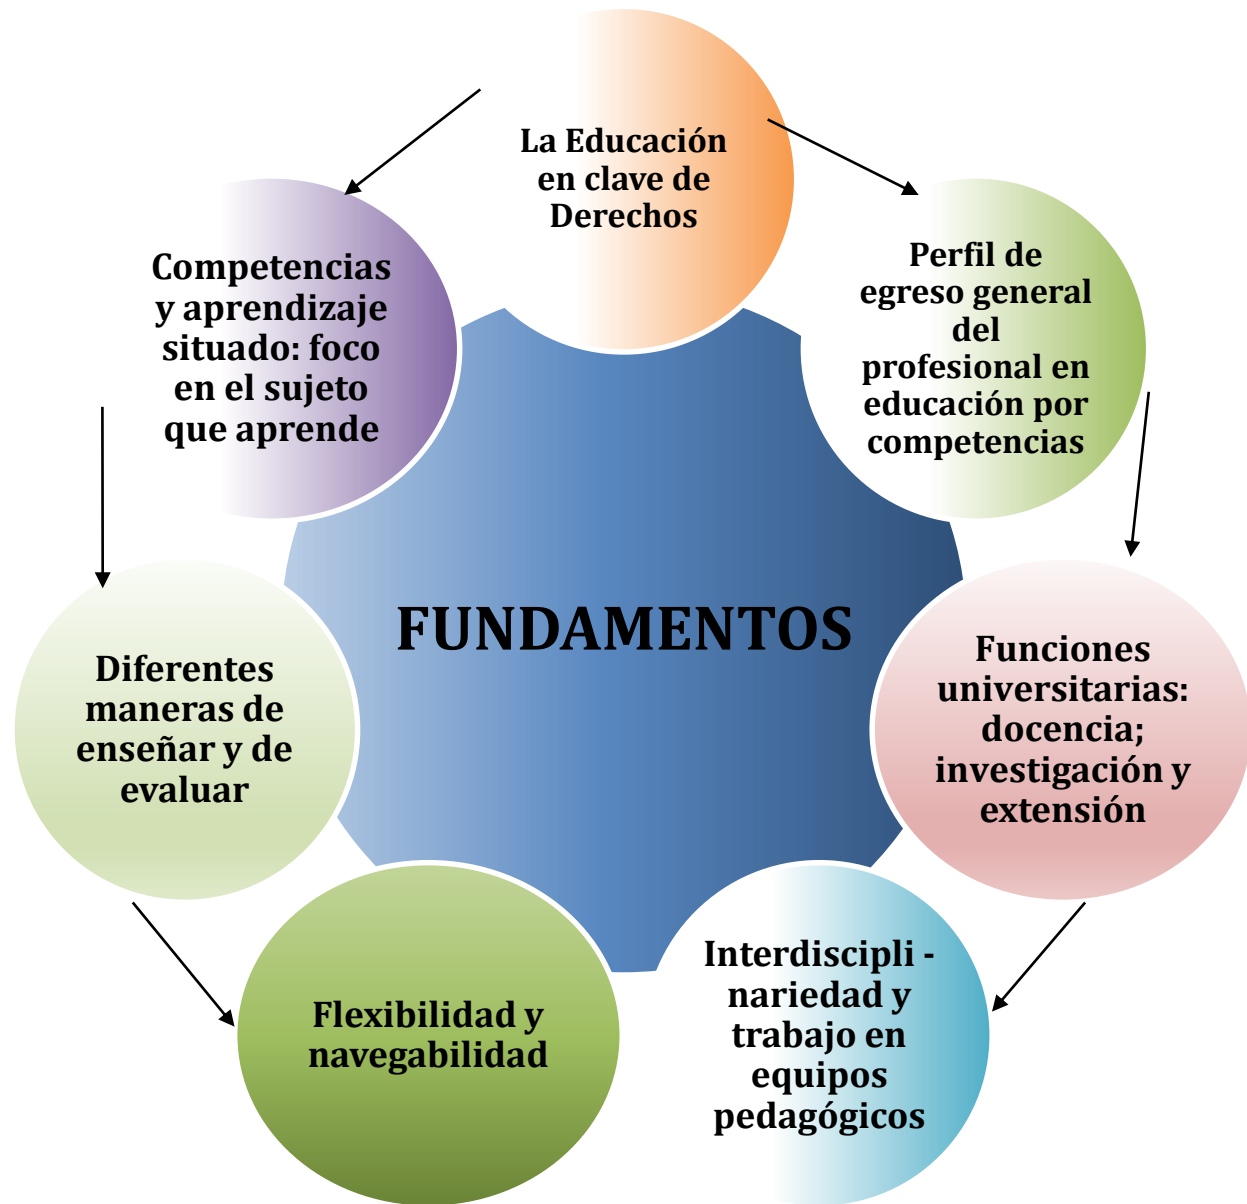 La Educación
en clave de
Derechos
Competencias
y aprendizaje
situado: foco
en el sujeto
que aprende
Perfil de
egreso general
del
profesional en
educación por
competencias
FUNDAMENTOS
Diferentes
maneras de
enseñar y de
evaluar
Funciones
universitarias:
docencia;
investigación y
extensión
Flexibilidad y
navegabilidad
Interdiscipli -
nariedad y
trabajo en
equipos
pedagógicos